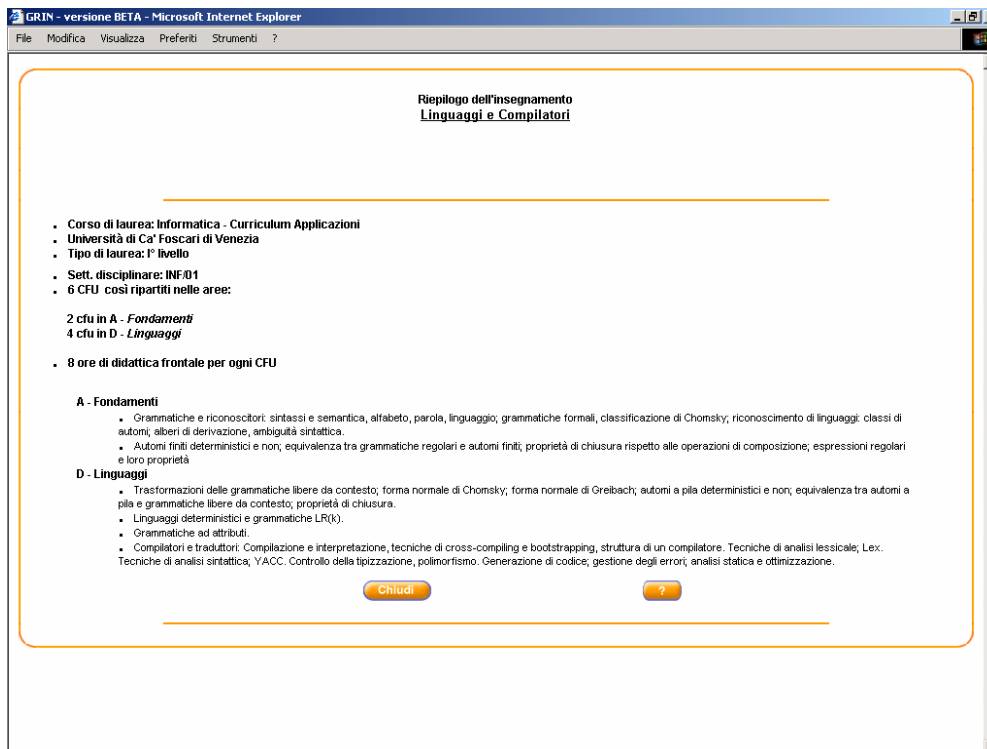 GRIN - versione BETA - Microsoft Internet Explorer
File Modifica Visualizza Preferiti Strumenti ?
Riepilogo dell'insegnamento
Linguaggi e Compilatori
. Corso di laurea: Informatica - Curriculum Applicazioni
. Università di Ca' Foscari di Venezia
. Tipo di laurea: I° livello
. Sett. disciplinare: INF/01
. 6 CFU così ripartiti nelle aree:
2 cfu in A - Fondamenti
4 cfu in D - Linguaggi
. 8 ore di didattica frontale per ogni CFU
A - Fondamenti
. Grammatiche e riconoscitori: sintassi e semantica, alfabeto, parola, linguaggio; grammatiche formali, classificazione di Chomsky; riconoscimento di linguaggi: classi di
automi; alberi di derivazione, ambiguità sintattica.
. Automi finiti deterministici e non; equivalenza tra grammatiche regolari e automi finiti; proprietà di chiusura rispetto alle operazioni di composizione; espressioni regolari
e loro proprietà
D - Linguaggi
. Trasformazioni delle grammatiche libere da contesto; forma normale di Chomsky; forma normale di Greibach; automi a pila deterministici e non; equivalenza tra automi a
pila e grammatiche libere da contesto; proprietà di chiusura.
. Linguaggi deterministici e grammatiche LR(k).
. Grammatiche ad attributi.
. Compilatori e traduttori: Compilazione e interpretazione, tecniche di cross-compiling e bootstrapping, struttura di un compilatore. Tecniche di analisi lessicale; Lex.
Tecniche di analisi sintattica; YACC. Controllo della tipizzazione, polimorfismo. Generazione di codice; gestione degli errori; analisi statica e ottimizzazione.
Chiudi ?